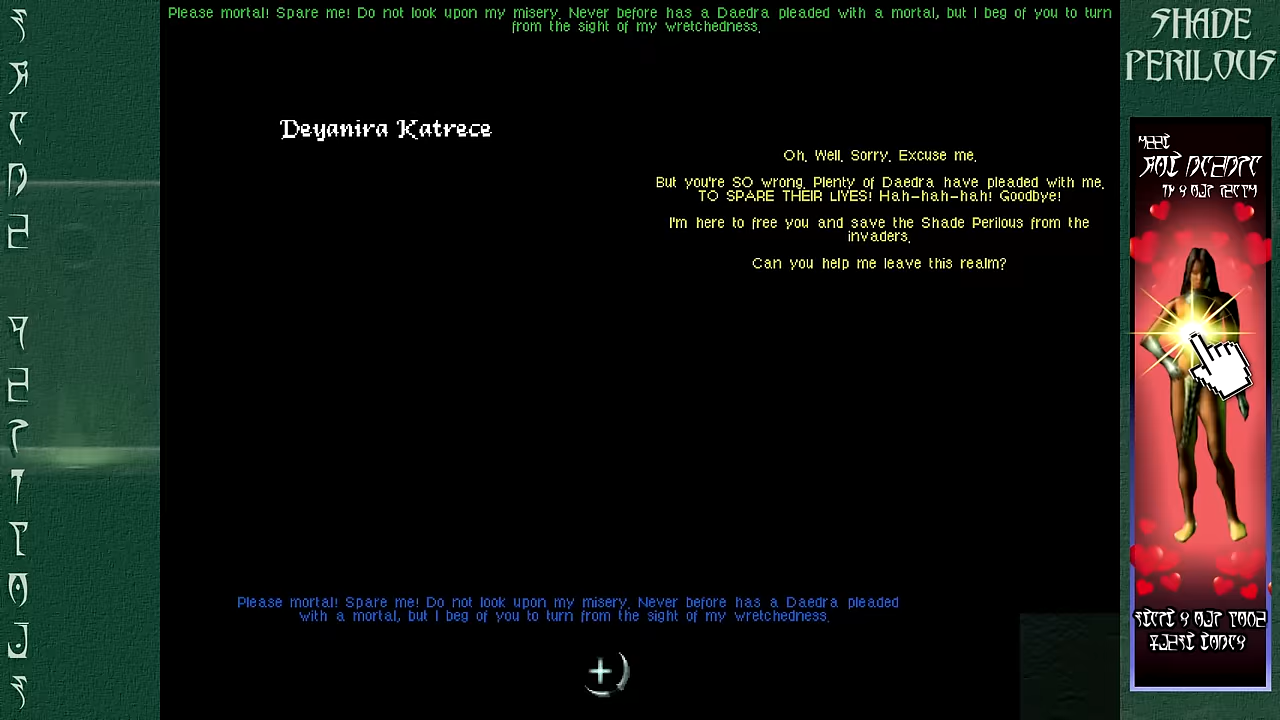 Please mortal! Spare me! Do not look upon my misery. Never before has a Daedra pleaded with a mortal, but I beg of you to turn
from the sight of my wretchedness.
SHADE
PERILOUS
Deyanira Katrece
Oh. Well. Sorry. Excuse me.
But you're SO wrong. Plenty of Daedra have pleaded with me.
TO SPARE THEIR LIVES! Hah-hah-hah! Goodbye!
I'm here to free you and save the Shade Perilous from the
invaders.
Can you help me leave this realm?
Please mortal! Spare me! Do not look upon my misery. Never before has a Daedra pleaded
with a mortal, but I beg of you to turn from the sight of my wretchedness.